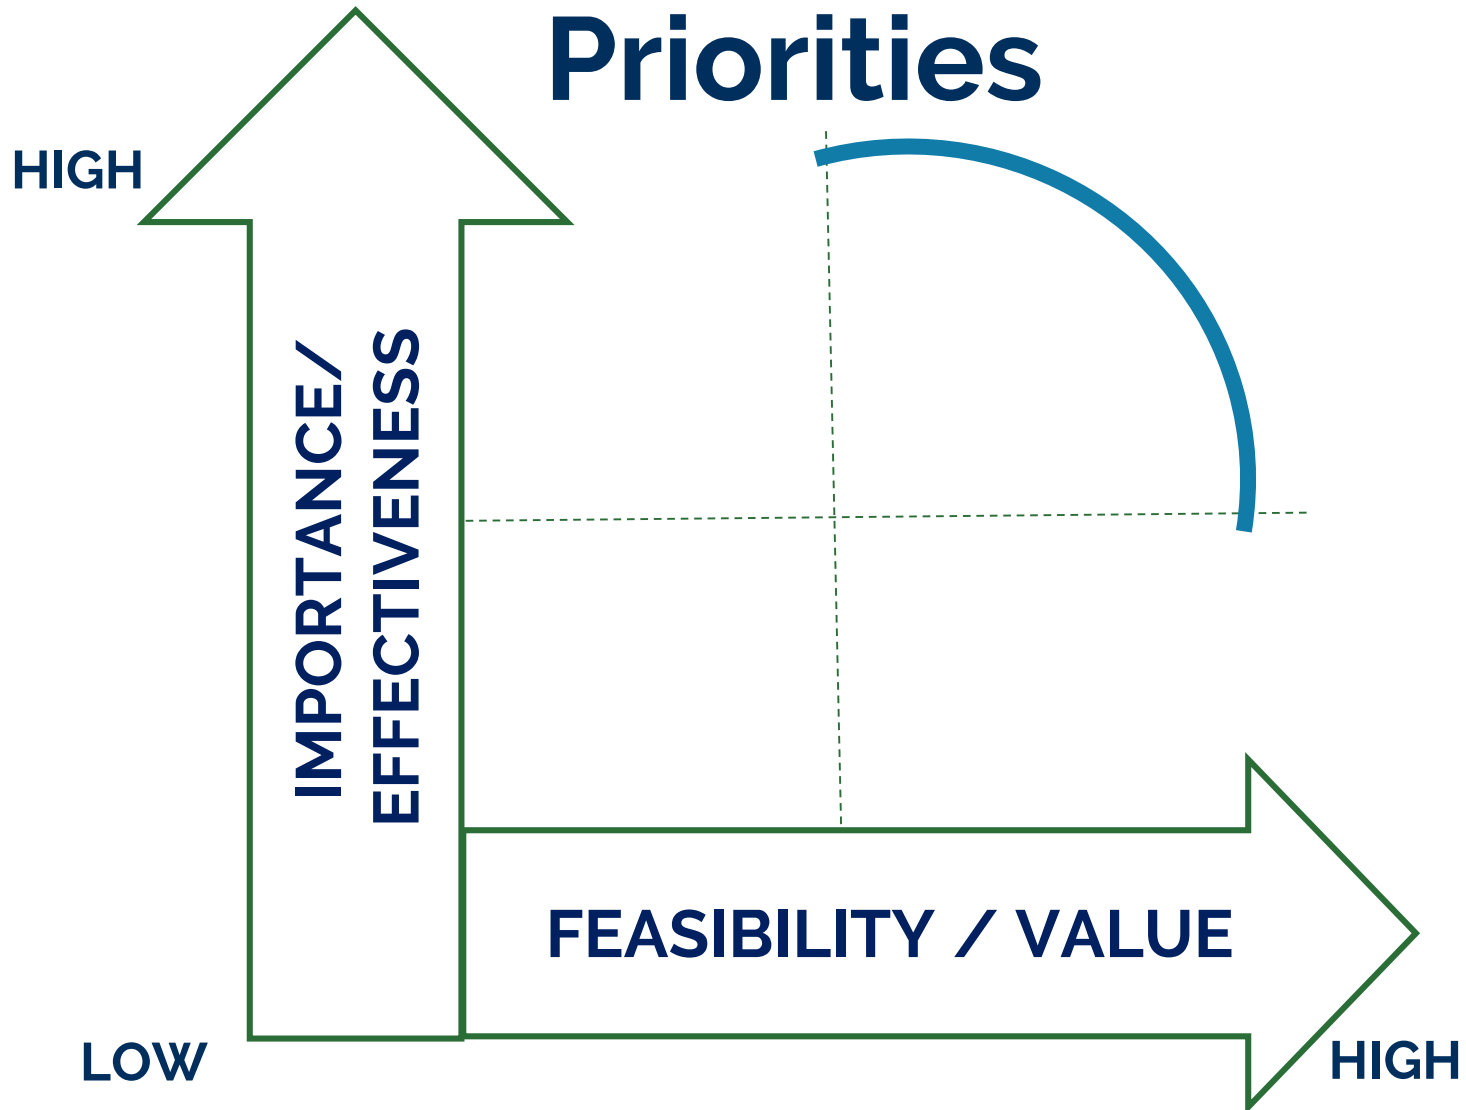 Priorities
HIGH
IMPORTANCE/
EFFECTIVENESS
FEASIBILITY / VALUE
LOW
HIGH